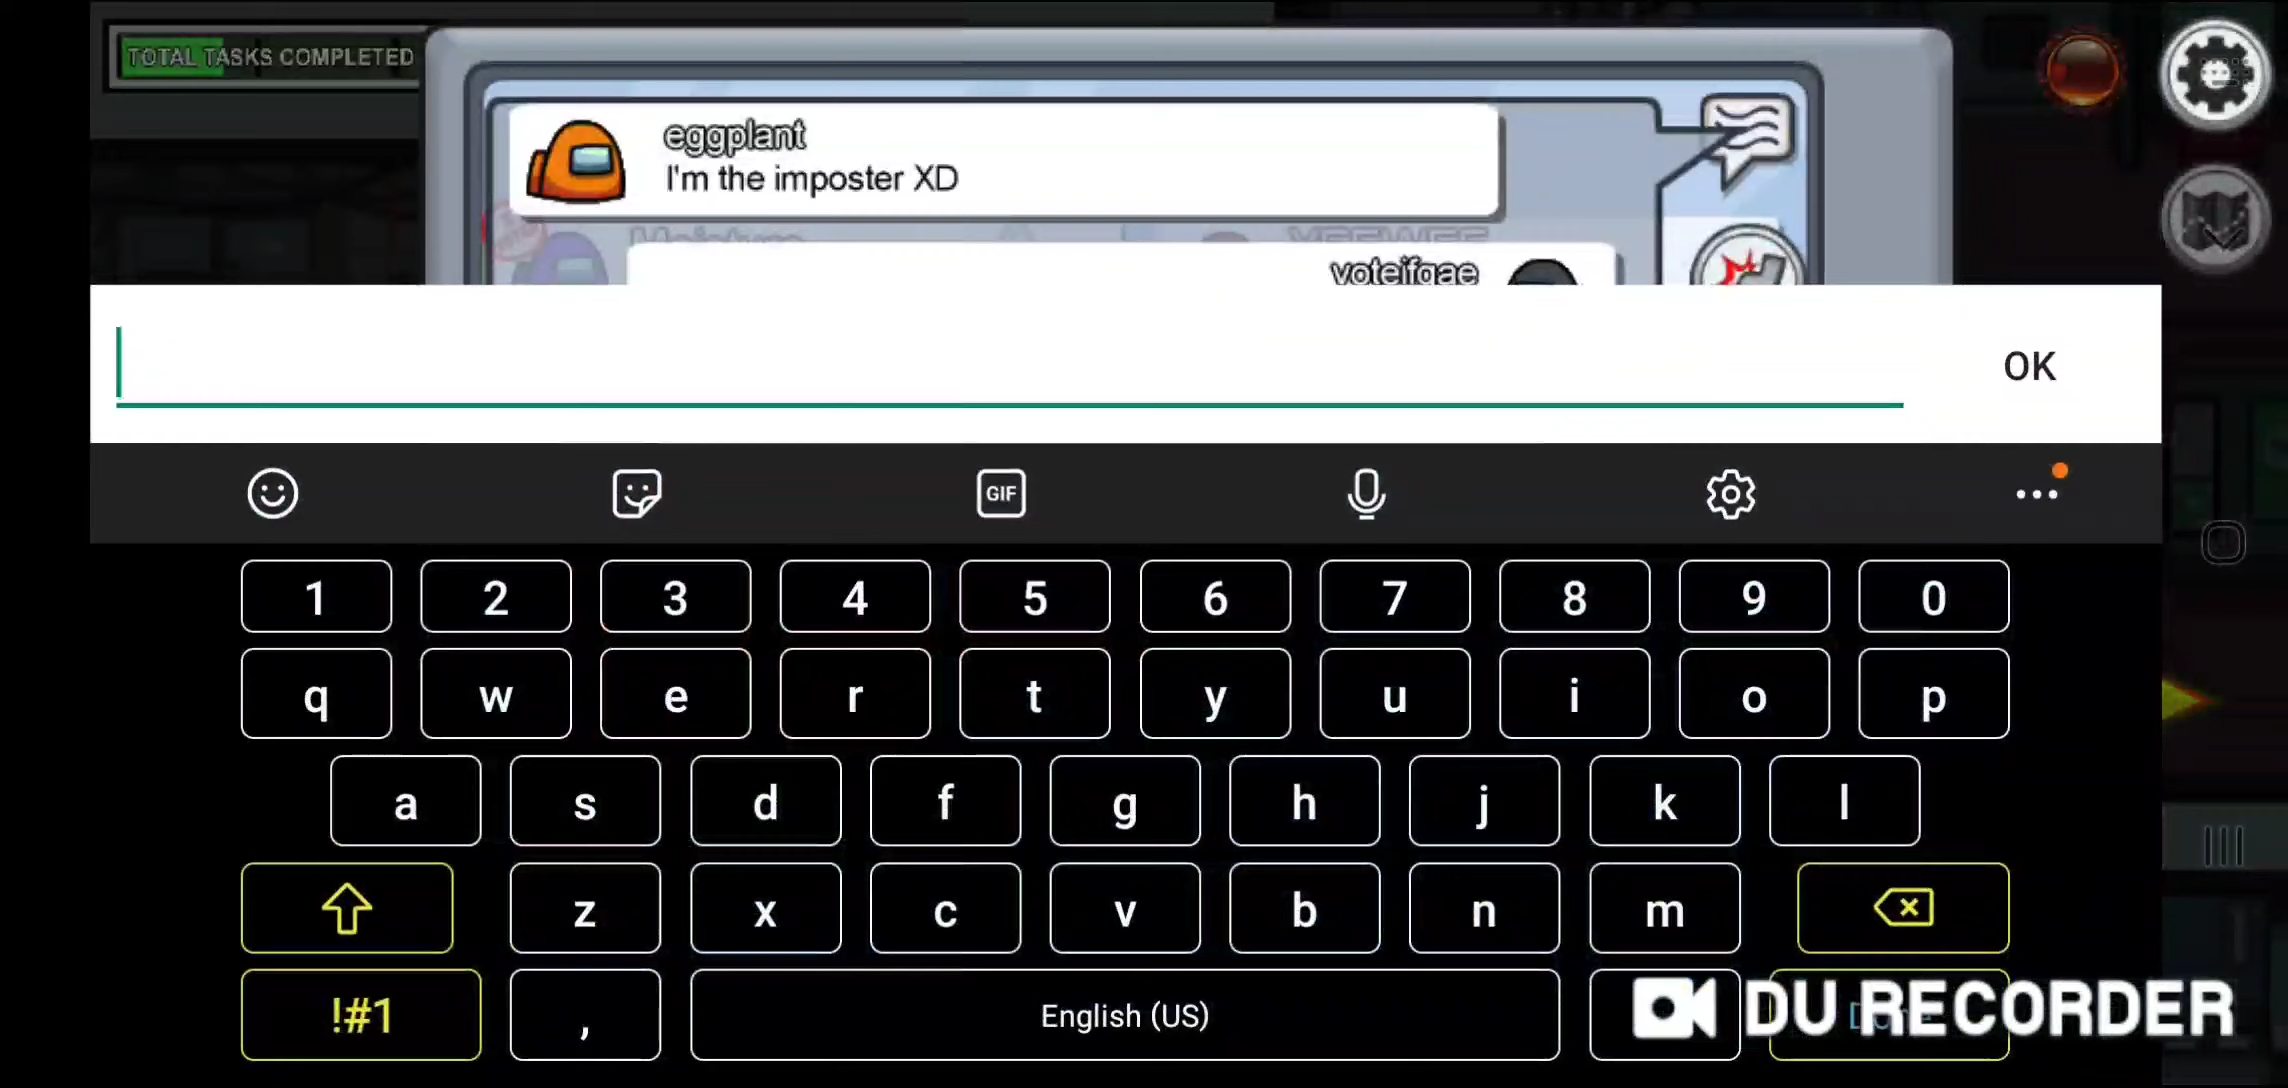 TOTAL TASKS COMPLETED
eggplant
I'm the imposter XD
voteifgae
OK
GIF
1 2 3 4 5 6 7 8 9 0
q w e r t y u i o p
a s d f g h j k l
z x c v b n m
!#1 , English (US)
DU RECORDER